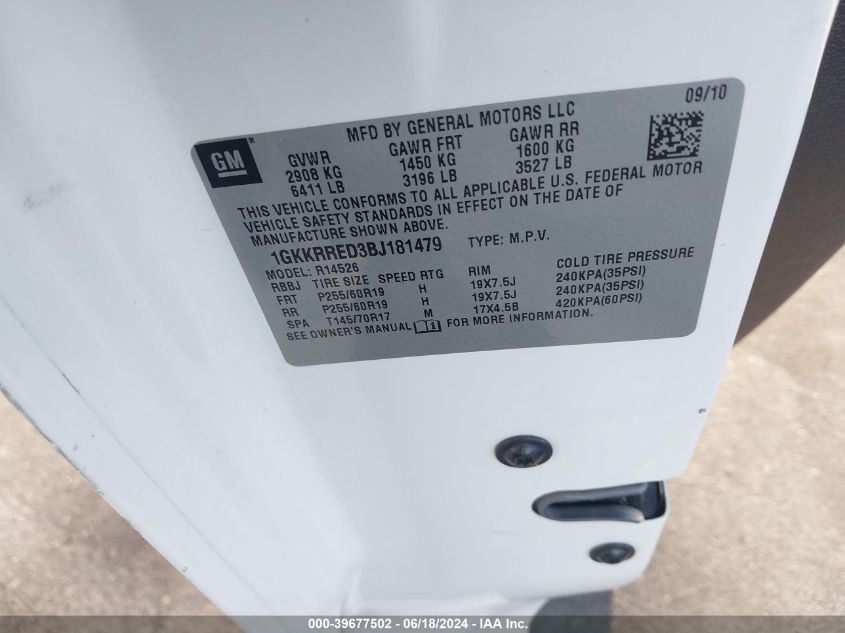 09/10
MFD BY GENERAL MOTORS LLC
GM
GVWR GAWR FRT GAWR RR
2908 KG 1450 KG 1600 KG
6411 LB 3196 LB 3527 LB
THIS VEHICLE CONFORMS TO ALL APPLICABLE U.S. FEDERAL MOTOR
VEHICLE SAFETY STANDARDS IN EFFECT ON THE DATE OF
MANUFACTURE SHOWN ABOVE.
1GKKRRED3BJ181479 TYPE: M.P.V.
MODEL: R14526
RBBJ TIRE SIZE SPEED RTG RIM COLD TIRE PRESSURE
FRT P255/60R19 H 19X7.5J 240KPA(35PSI)
RR P255/60R19 H 19X7.5J 240KPA(35PSI)
SPA T145/70R17 M 17X4.5B 420KPA(60PSI)
SEE OWNER'S MANUAL FOR MORE INFORMATION.
000-39677502 - 06/18/2024 - IAA Inc.